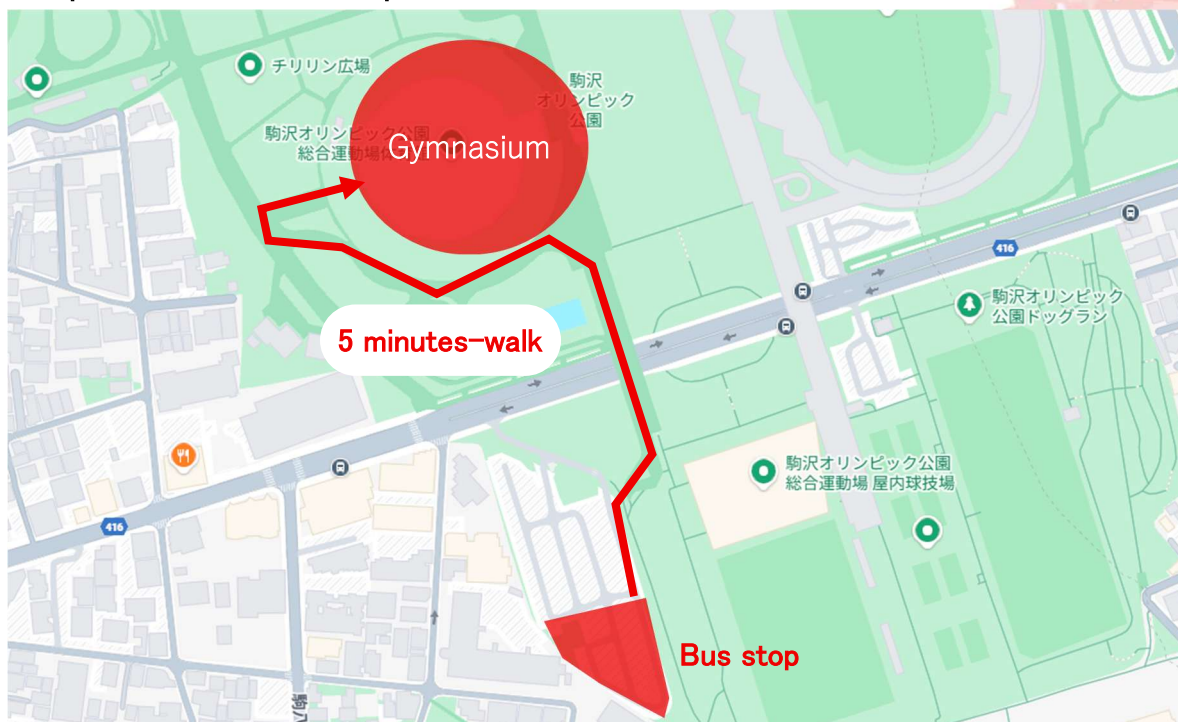 チリリン広場
駒沢
オリンピック
公園
駒沢オリンピック公園
総合運動場体
Gymnasium
416
駒沢オリンピック
公園ドッグラン
5 minutes-walk
駒沢オリンピック公園
総合運動場 屋内球技場
416
Bus stop